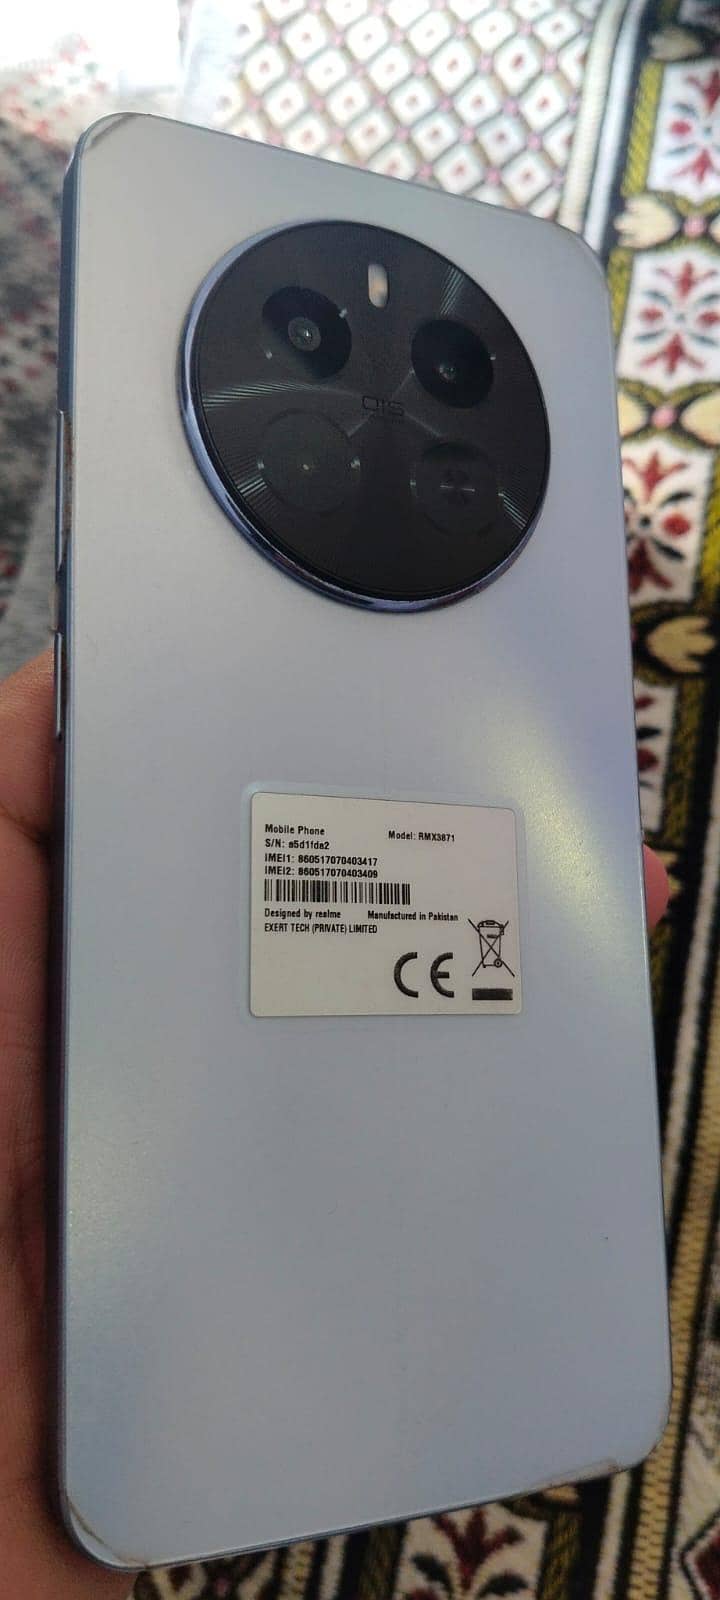 OIS
Mobile Phone Model: RMX3871
S/N: a5d1fda2
IMEI1: 860517070403417
IMEI2: 860517070403409
Designed by realme Manufactured in Pakistan
EXERT TECH (PRIVATE) LIMITED
CE